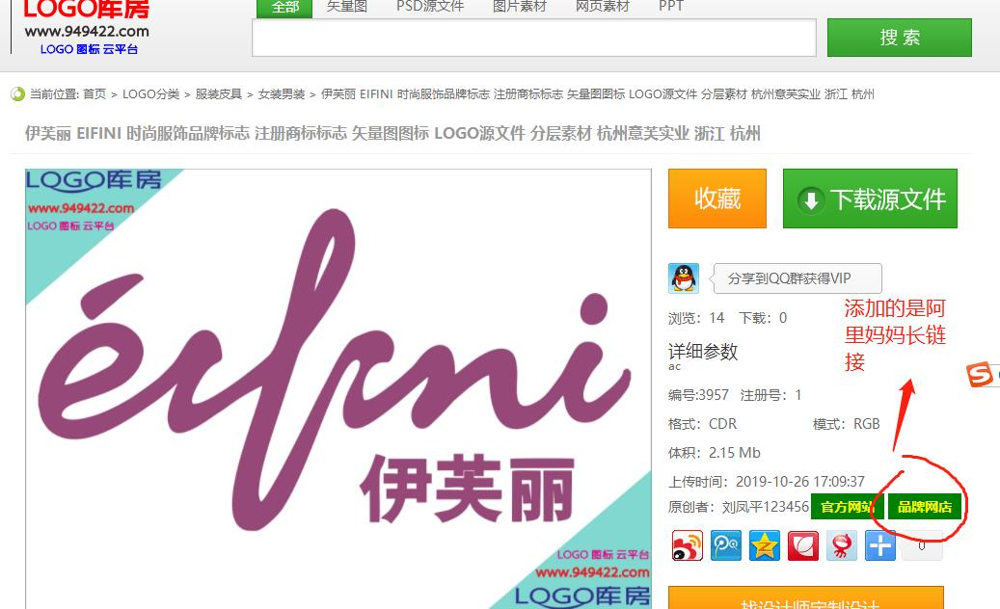 LOGO库房
全部 矢量图 PSD源文件 图片素材 网页素材 PPT
www.949422.com
LOGO 图标 云平台
搜 索
当前位置: 首页 > LOGO分类 > 服装皮具 > 女装男装 > 伊芙丽 EIFINI 时尚服饰品牌标志 注册商标标志 矢量图图标 LOGO源文件 分层素材 杭州意芙实业 浙江 杭州
伊芙丽 EIFINI 时尚服饰品牌标志 注册商标标志 矢量图图标 LOGO源文件 分层素材 杭州意芙实业 浙江 杭州
LOGO库房
www.949422.com
LOGO 图标 云平台
éifini
伊芙丽
LOGO 图标 云平台
www.949422.com
LOGO库房
收藏
下载源文件
分享到QQ群获得VIP
浏览：14 下载：0
添加的是阿
里妈妈长链
接
详细参数
ac
编号:3957 注册号：1
格式：CDR 模式：RGB
体积：2.15 Mb
上传时间：2019-10-26 17:09:37
原创者：刘凤平123456 官方网站 品牌网店
0
找设计师定制设计